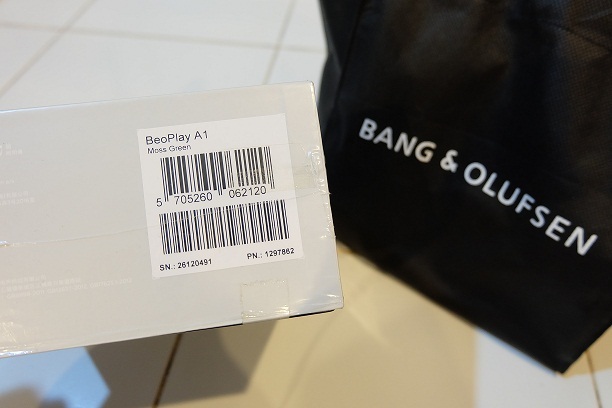 BeoPlay A1
Moss Green
5 705260 062120
SN.: 26120491 PN.: 1297862
BANG & OLUFSEN